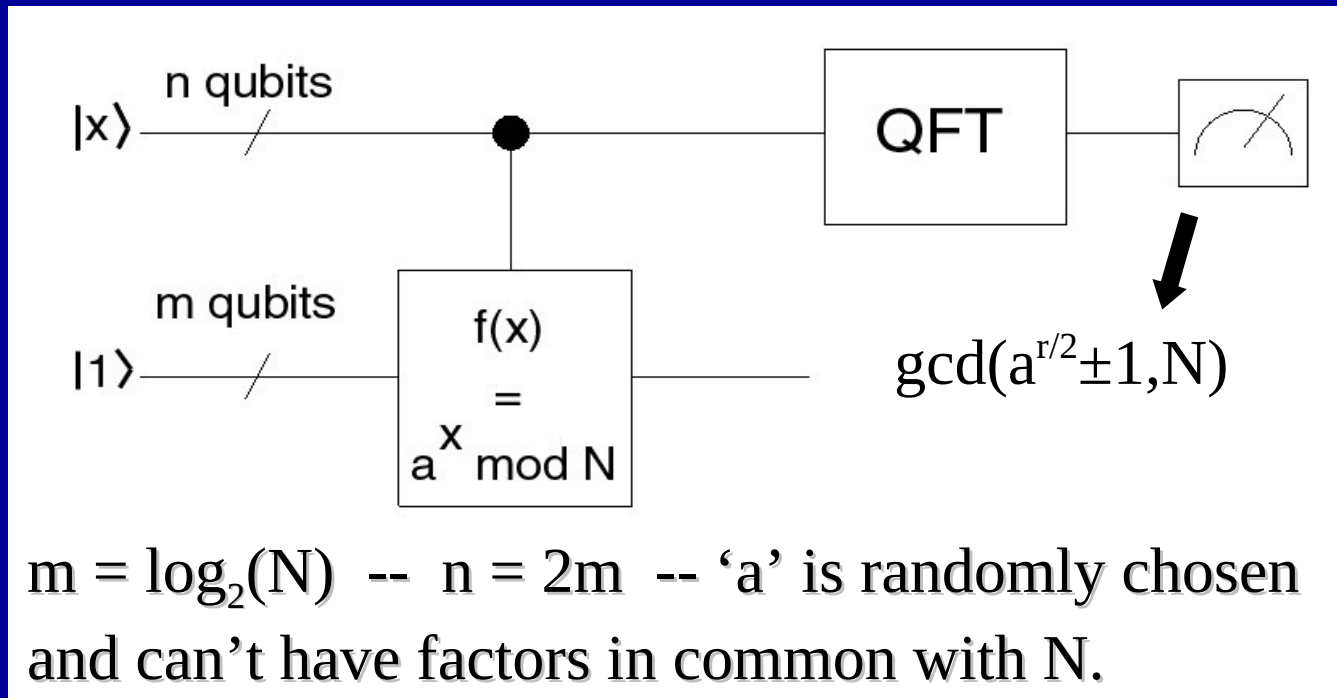 n qubits
|x⟩
QFT
m qubits
|1⟩
f(x)
=
a^x mod N
gcd(a^r/2±1,N)
m = log₂(N) -- n = 2m -- ‘a’ is randomly chosen
and can’t have factors in common with N.